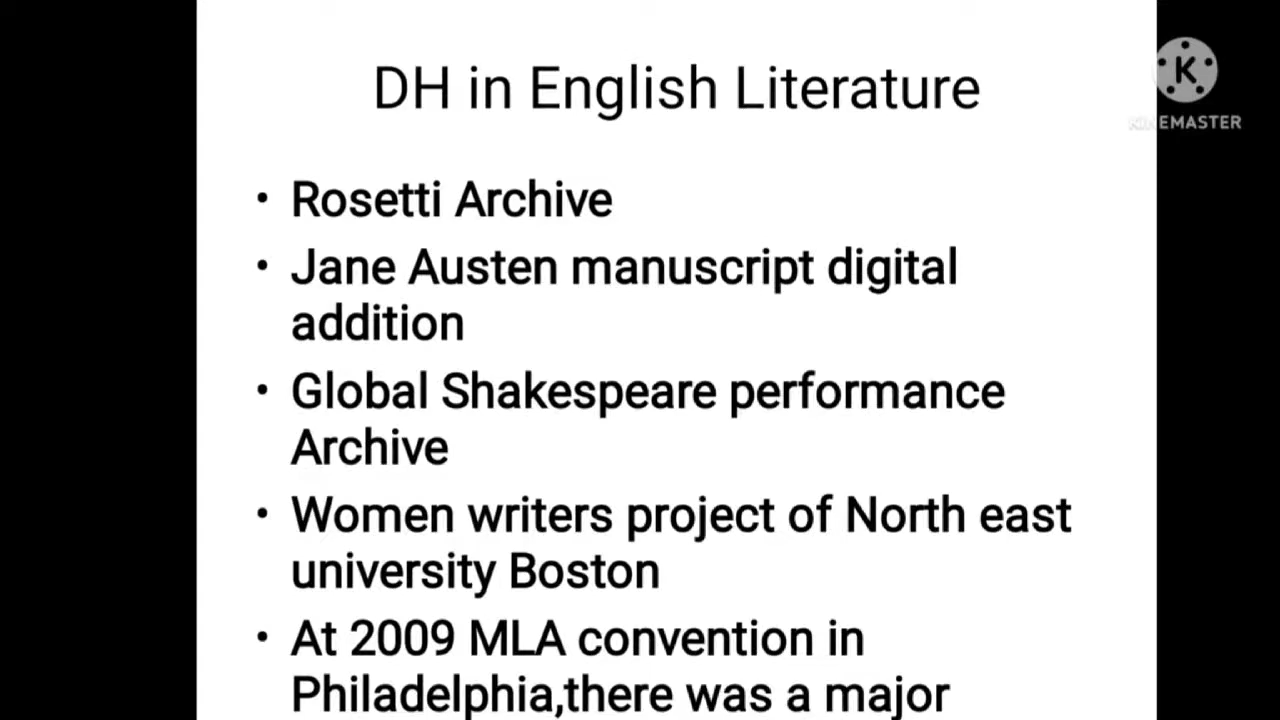 DH in English Literature
K
KINEMASTER
• Rosetti Archive
• Jane Austen manuscript digital
addition
• Global Shakespeare performance
Archive
• Women writers project of North east
university Boston
• At 2009 MLA convention in
Philadelphia,there was a major